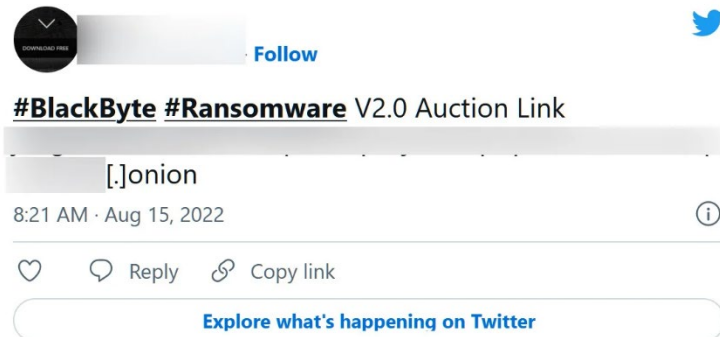 DOWNLOAD FREE
· Follow
#BlackByte #Ransomware V2.0 Auction Link
[.]onion
8:21 AM · Aug 15, 2022
Reply
Copy link
Explore what's happening on Twitter